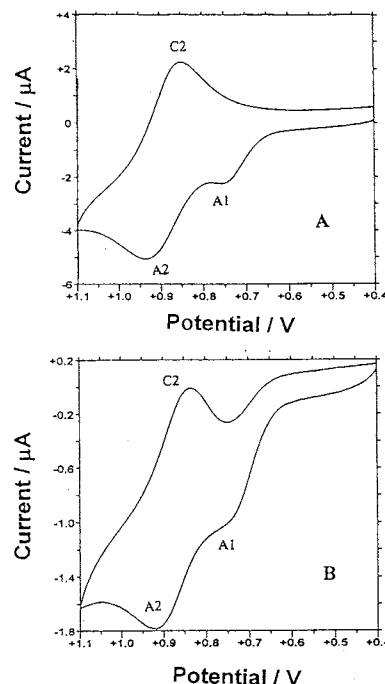 +4
C2
+2
0
-2
A1
-4
A2
A
-6
+1.1 +1.0 +0.9 +0.8 +0.7 +0.6 +0.5 +0.4
Current / μA
Potential / V
+0.2
C2
-0.2
-0.6
-1.0
A1
-1.4
A2
B
-1.8
+1.1 +1.0 +0.9 +0.8 +0.7 +0.6 +0.5 +0.4
Current / μA
Potential / V